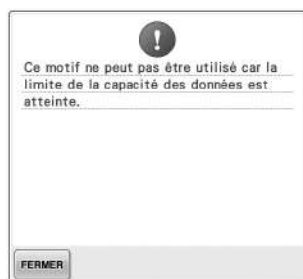 Ce motif ne peut pas être utilisé car la
limite de la capacité des données est
atteinte.
FERMER